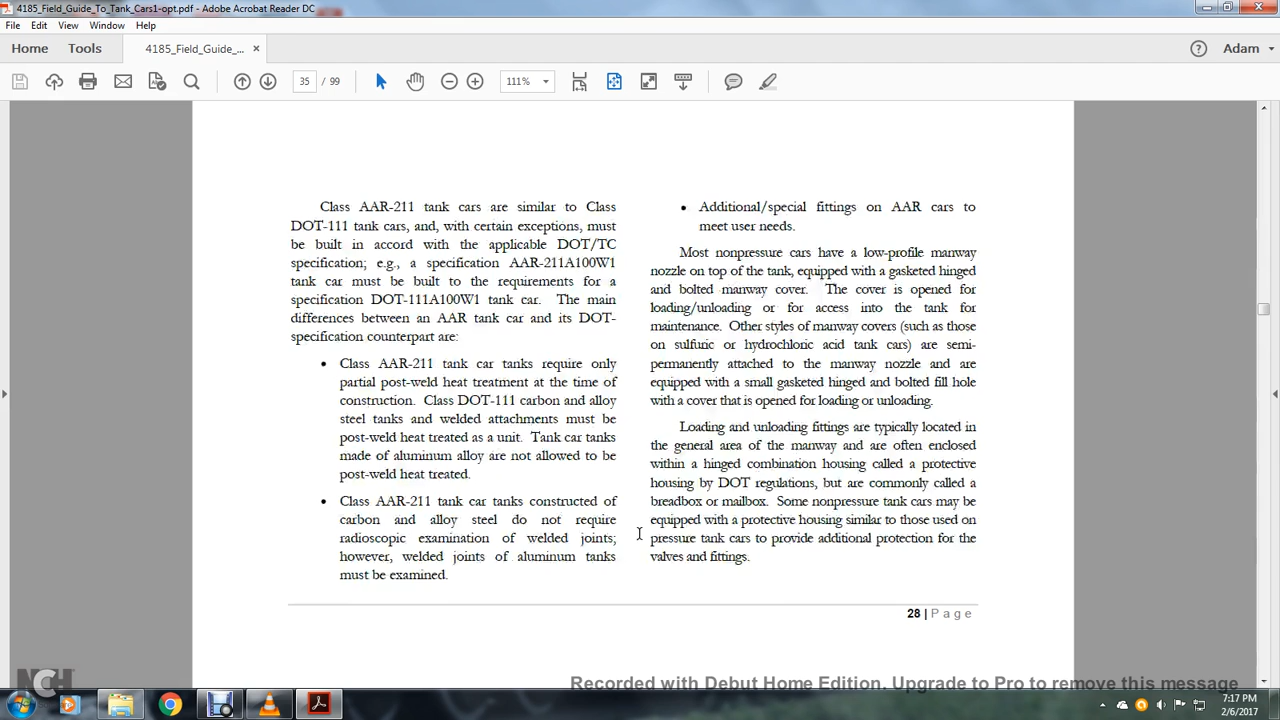 4185_Field_Guide_To_Tank_Cars1-opt.pdf - Adobe Acrobat Reader DC
File Edit View Window Help
Home Tools 4185_Field_Guide_... × Adam
35 / 99 111%
Class AAR-211 tank cars are similar to Class
DOT-111 tank cars, and, with certain exceptions, must
be built in accord with the applicable DOT/TC
specification; e.g., a specification AAR-211A100W1
tank car must be built to the requirements for a
specification DOT-111A100W1 tank car. The main
differences between an AAR tank car and its DOT-
specification counterpart are:
• Class AAR-211 tank car tanks require only
partial post-weld heat treatment at the time of
construction. Class DOT-111 carbon and alloy
steel tanks and welded attachments must be
post-weld heat treated as a unit. Tank car tanks
made of aluminum alloy are not allowed to be
post-weld heat treated.
• Class AAR-211 tank car tanks constructed of
carbon and alloy steel do not require
radioscopic examination of welded joints;
however, welded joints of aluminum tanks
must be examined.
• Additional/special fittings on AAR cars to
meet user needs.
Most nonpressure cars have a low-profile manway
nozzle on top of the tank, equipped with a gasketed hinged
and bolted manway cover. The cover is opened for
loading/unloading or for access into the tank for
maintenance. Other styles of manway covers (such as those
on sulfuric or hydrochloric acid tank cars) are semi-
permanently attached to the manway nozzle and are
equipped with a small gasketed hinged and bolted fill hole
with a cover that is opened for loading or unloading.
Loading and unloading fittings are typically located in
the general area of the manway and are often enclosed
within a hinged combination housing called a protective
housing by DOT regulations, but are commonly called a
breadbox or mailbox. Some nonpressure tank cars may be
equipped with a protective housing similar to those used on
pressure tank cars to provide additional protection for the
valves and fittings.
28 | Page
NCH
Recorded with Debut Home Edition. Upgrade to Pro to remove this message
7:17 PM
2/6/2017